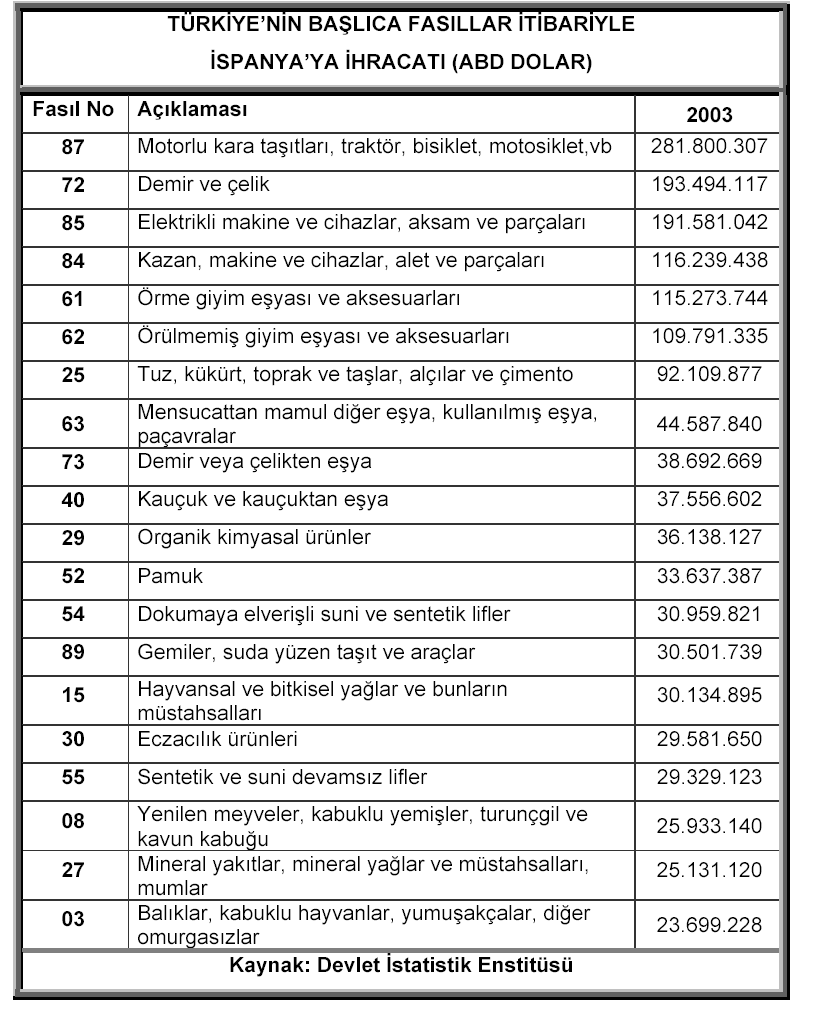 TÜRKİYE’NİN BAŞLICA FASILLAR İTİBARİYLE
İSPANYA’YA İHRACATI (ABD DOLAR)
Fasıl No Açıklaması 2003
87 Motorlu kara taşıtları, traktör, bisiklet, motosiklet,vb 281.800.307
72 Demir ve çelik 193.494.117
85 Elektrikli makine ve cihazlar, aksam ve parçaları 191.581.042
84 Kazan, makine ve cihazlar, alet ve parçaları 116.239.438
61 Örme giyim eşyası ve aksesuarları 115.273.744
62 Örülmemiş giyim eşyası ve aksesuarları 109.791.335
25 Tuz, kükürt, toprak ve taşlar, alçılar ve çimento 92.109.877
63 Mensucattan mamul diğer eşya, kullanılmış eşya,
paçavralar 44.587.840
73 Demir veya çelikten eşya 38.692.669
40 Kauçuk ve kauçuktan eşya 37.556.602
29 Organik kimyasal ürünler 36.138.127
52 Pamuk 33.637.387
54 Dokumaya elverişli suni ve sentetik lifler 30.959.821
89 Gemiler, suda yüzen taşıt ve araçlar 30.501.739
15 Hayvansal ve bitkisel yağlar ve bunların
müstahsalları 30.134.895
30 Eczacılık ürünleri 29.581.650
55 Sentetik ve suni devamsız lifler 29.329.123
08 Yenilen meyveler, kabuklu yemişler, turunçgil ve
kavun kabuğu 25.933.140
27 Mineral yakıtlar, mineral yağlar ve müstahsalları,
mumlar 25.131.120
03 Balıklar, kabuklu hayvanlar, yumuşakçalar, diğer
omurgasızlar 23.699.228
Kaynak: Devlet İstatistik Enstitüsü